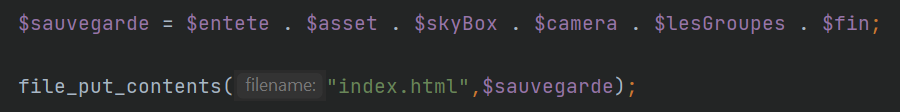 $sauvegarde = $entete . $asset . $skyBox . $camera . $lesGroupes . $fin;
file_put_contents( filename: "index.html",$sauvegarde);